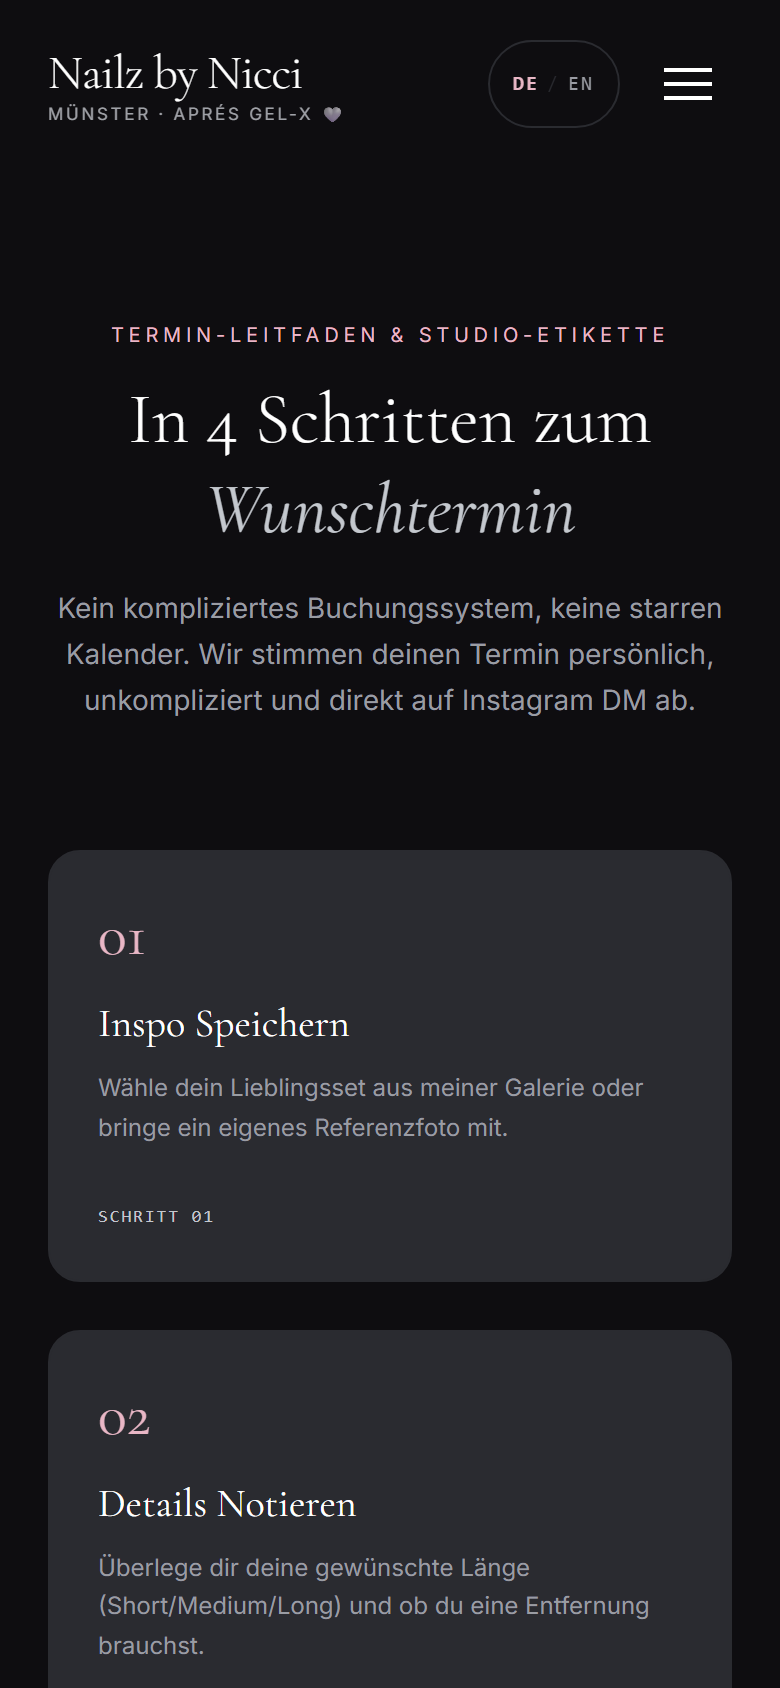 Nailz by Nicci
MÜNSTER · APRÉS GEL-X 🩶
DE / EN
TERMIN-LEITFADEN & STUDIO-ETIKETTE
In 4 Schritten zum
Wunschtermin
Kein kompliziertes Buchungssystem, keine starren
Kalender. Wir stimmen deinen Termin persönlich,
unkompliziert und direkt auf Instagram DM ab.
01
Inspo Speichern
Wähle dein Lieblingsset aus meiner Galerie oder
bringe ein eigenes Referenzfoto mit.
SCHRITT 01
02
Details Notieren
Überlege dir deine gewünschte Länge
(Short/Medium/Long) und ob du eine Entfernung
brauchst.